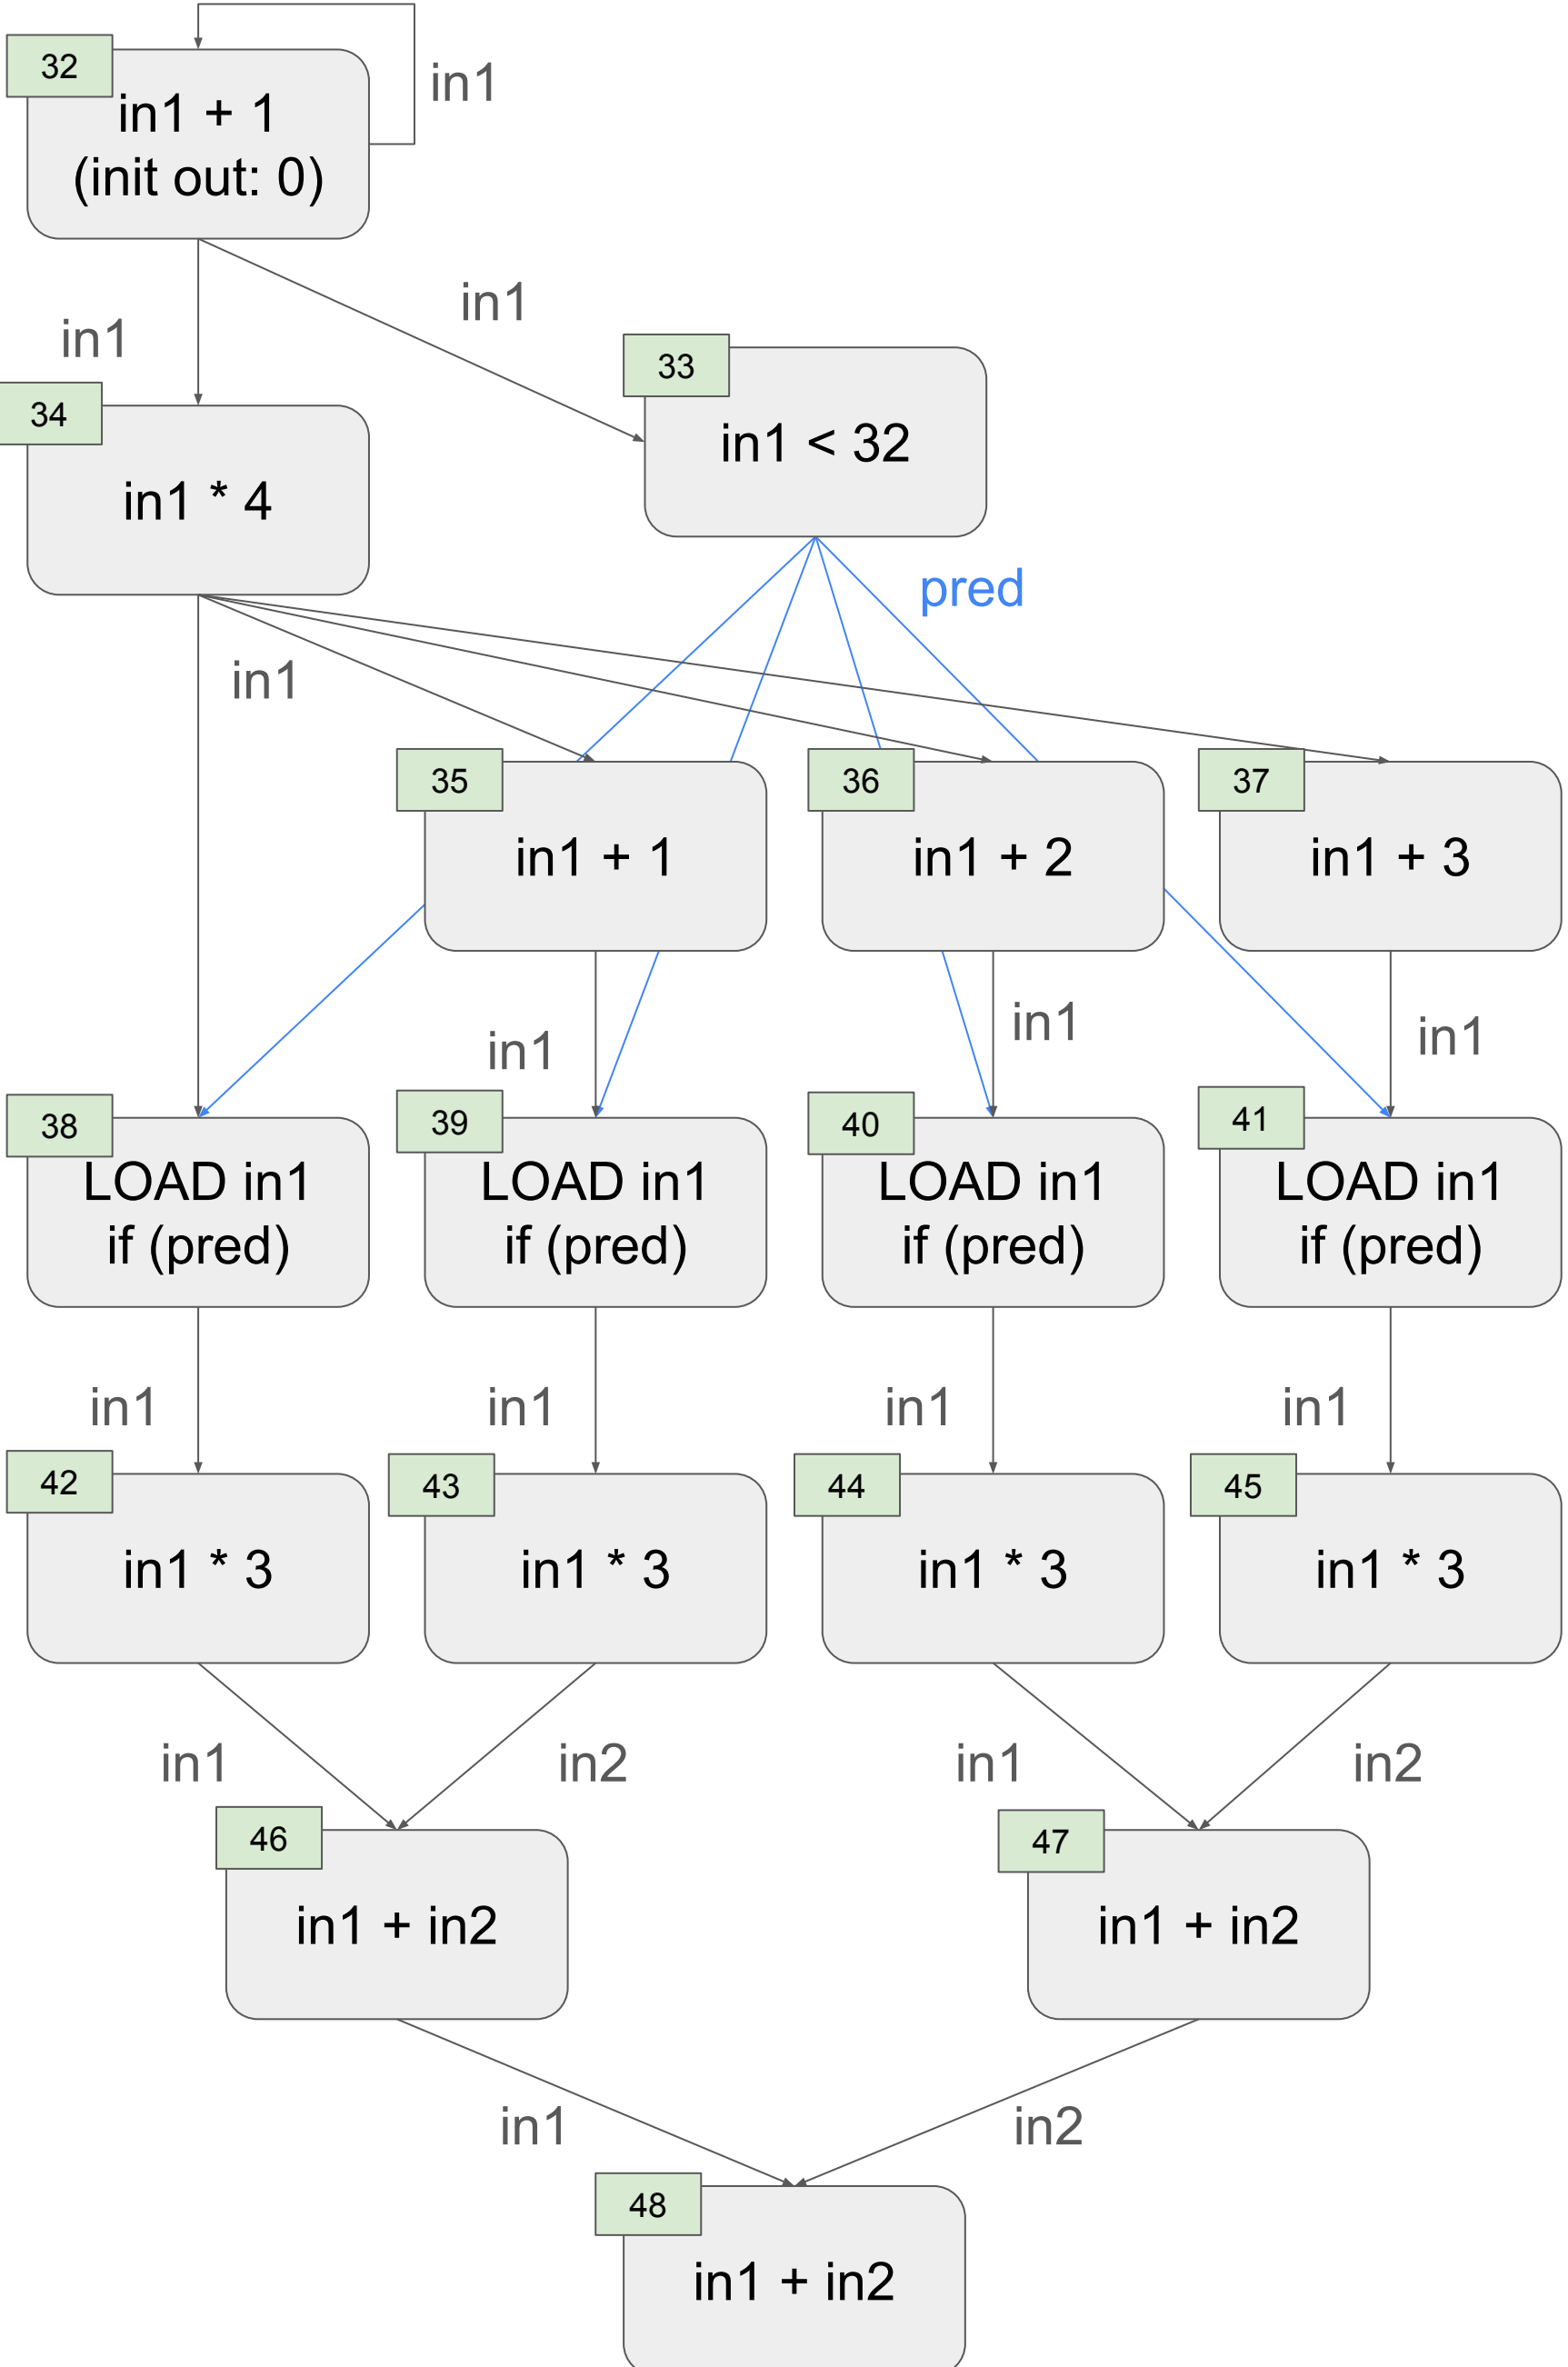 32
in1 + 1
(init out: 0)
in1
in1
in1
33
in1 < 32
34
in1 * 4
pred
in1
35
in1 + 1
36
in1 + 2
37
in1 + 3
in1
in1
in1
38
LOAD in1
if (pred)
39
LOAD in1
if (pred)
40
LOAD in1
if (pred)
41
LOAD in1
if (pred)
in1
in1
in1
in1
42
in1 * 3
43
in1 * 3
44
in1 * 3
45
in1 * 3
in1
in2
in1
in2
46
in1 + in2
47
in1 + in2
in1
in2
48
in1 + in2